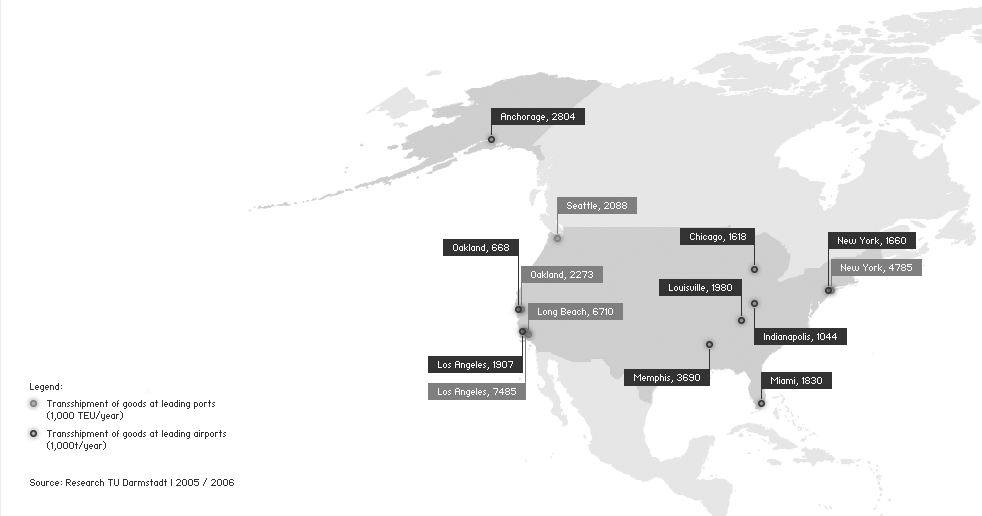 Anchorage, 2804
Seattle, 2088
Chicago, 1618
New York, 1660
Oakland, 668
New York, 4785
Oakland, 2273
Louisville, 1980
Long Beach, 6710
Indianapolis, 1044
Los Angeles, 1907
Memphis, 3690
Miami, 1830
Los Angeles, 7485
Legend:
Transshipment of goods at leading ports
(1,000 TEU/year)
Transshipment of goods at leading airports
(1,000t/year)
Source: Research TU Darmstadt | 2005 / 2006